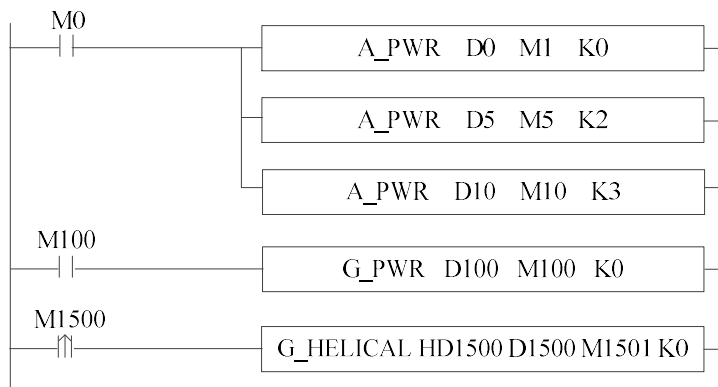 M0
A_PWR D0 M1 K0
A_PWR D5 M5 K2
A_PWR D10 M10 K3
M100
G_PWR D100 M100 K0
M1500
G_HELICAL HD1500 D1500 M1501 K0